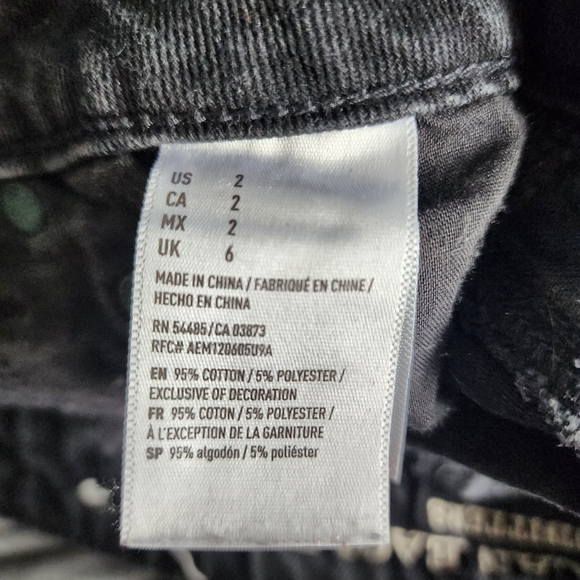 US 2
CA 2
MX 2
UK 6
MADE IN CHINA / FABRIQUÉ EN CHINE /
HECHO EN CHINA
RN 54485/CA 03873
RFC# AEM120605U9A
EN 95% COTTON / 5% POLYESTER /
EXCLUSIVE OF DECORATION
FR 95% COTON / 5% POLYESTER /
À L'EXCEPTION DE LA GARNITURE
SP 95% algodón / 5% poliéster